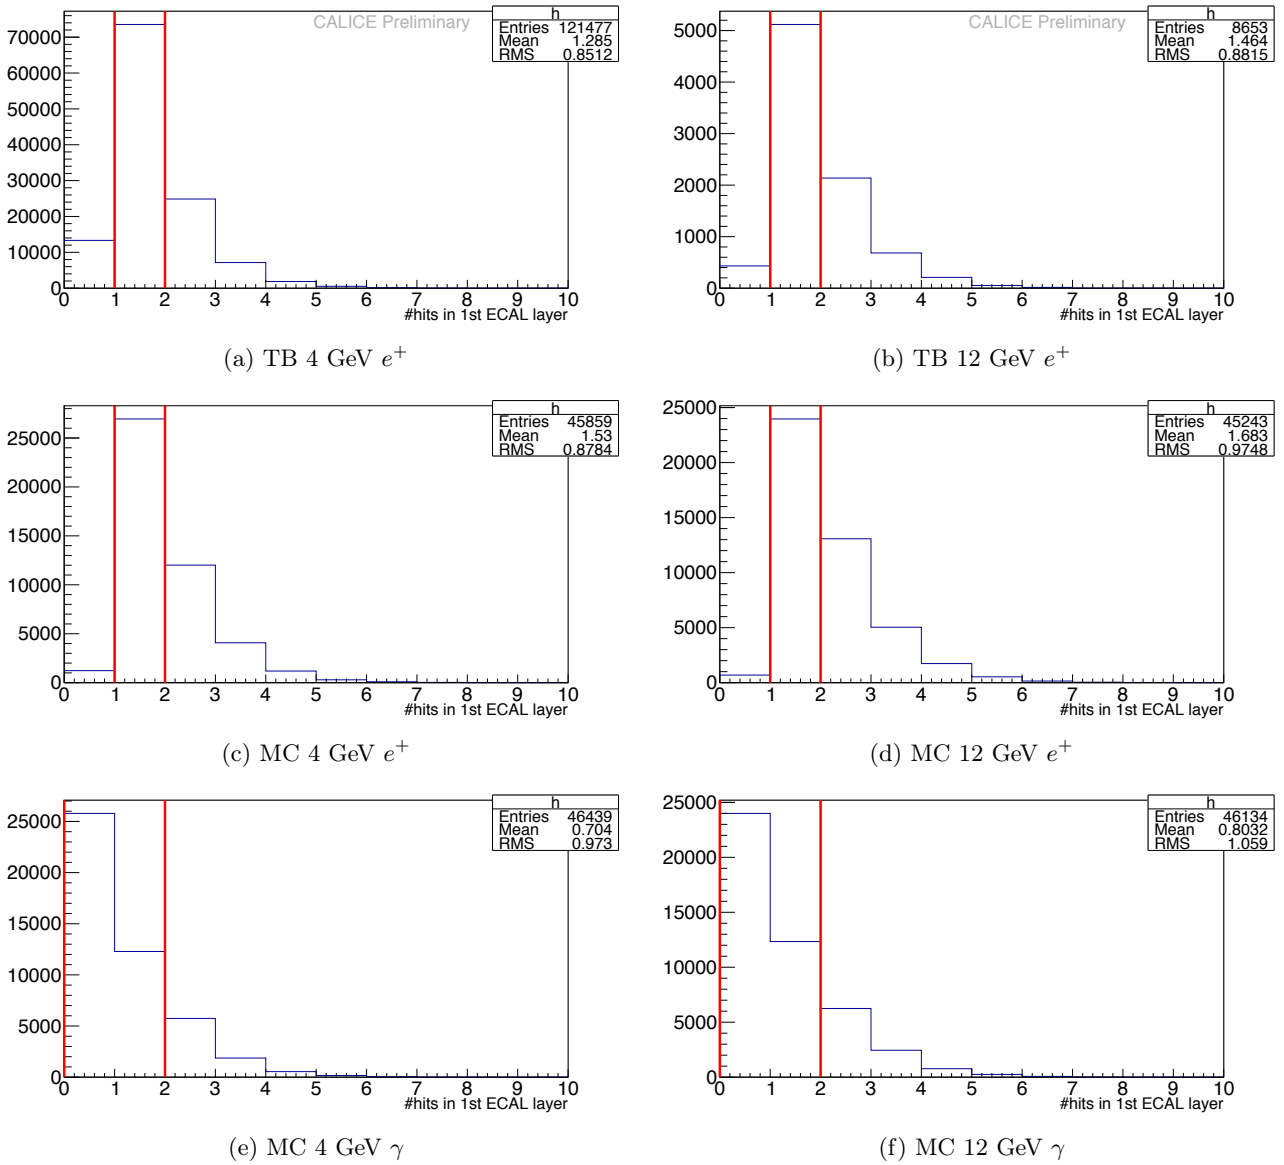 CALICE Preliminary
h
Entries 121477
Mean 1.285
RMS 0.8512
70000
60000
50000
40000
30000
20000
10000
0
0 1 2 3 4 5 6 7 8 9 10
#hits in 1st ECAL layer
(a) TB 4 GeV e+
CALICE Preliminary
h
Entries 8653
Mean 1.464
RMS 0.8815
5000
4000
3000
2000
1000
0
0 1 2 3 4 5 6 7 8 9 10
#hits in 1st ECAL layer
(b) TB 12 GeV e+
h
Entries 45859
Mean 1.53
RMS 0.8784
25000
20000
15000
10000
5000
0
0 1 2 3 4 5 6 7 8 9 10
#hits in 1st ECAL layer
(c) MC 4 GeV e+
h
Entries 45243
Mean 1.683
RMS 0.9748
25000
20000
15000
10000
5000
0
0 1 2 3 4 5 6 7 8 9 10
#hits in 1st ECAL layer
(d) MC 12 GeV e+
h
Entries 46439
Mean 0.704
RMS 0.973
25000
20000
15000
10000
5000
0
0 1 2 3 4 5 6 7 8 9 10
#hits in 1st ECAL layer
(e) MC 4 GeV γ
h
Entries 46134
Mean 0.8032
RMS 1.059
25000
20000
15000
10000
5000
0
0 1 2 3 4 5 6 7 8 9 10
#hits in 1st ECAL layer
(f) MC 12 GeV γ